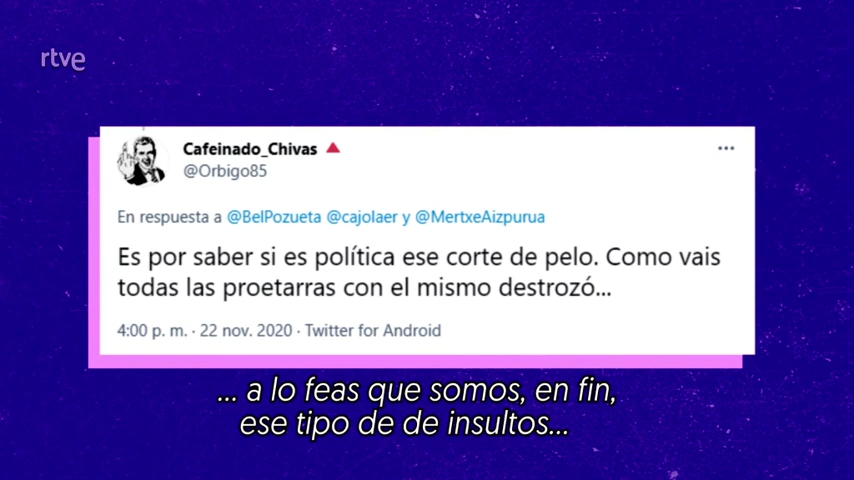 rtve
Cafeinado_Chivas
@Orbigo85
En respuesta a @BelPozueta @cajolaer y @MertxeAizpurua
Es por saber si es política ese corte de pelo. Como vais
todas las proetarras con el mismo destrozó...
4:00 p. m. · 22 nov. 2020 · Twitter for Android
... a lo feas que somos, en fin,
ese tipo de de insultos...